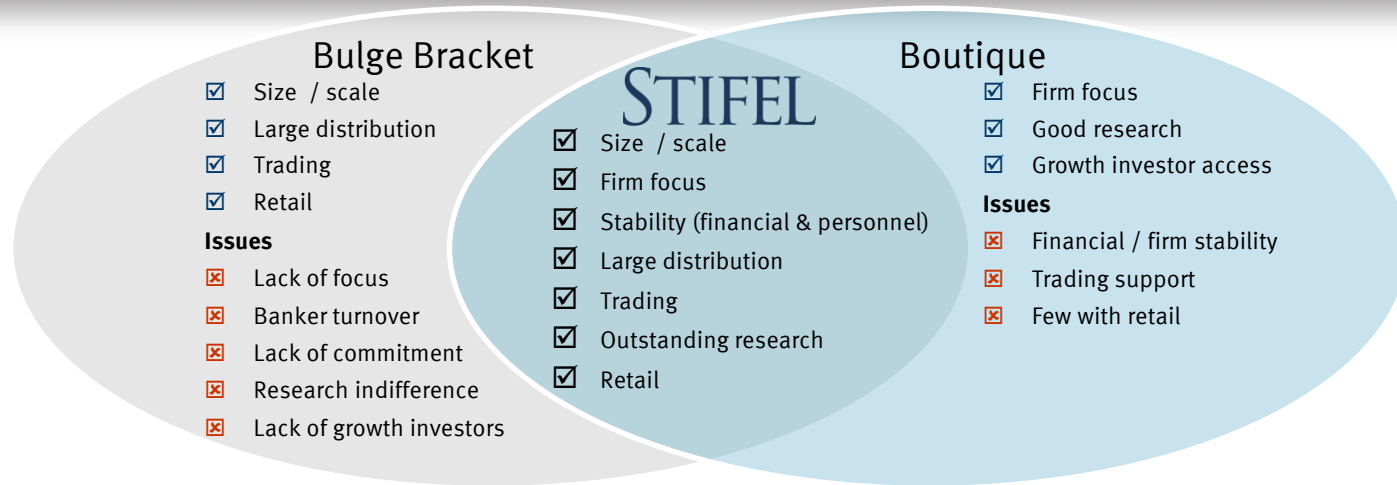 Bulge Bracket
Size / scale
Large distribution
Trading
Retail
Issues
Lack of focus
Banker turnover
Lack of commitment
Research indifference
Lack of growth investors
STIFEL
Size / scale
Firm focus
Stability (financial & personnel)
Large distribution
Trading
Outstanding research
Retail
Boutique
Firm focus
Good research
Growth investor access
Issues
Financial / firm stability
Trading support
Few with retail